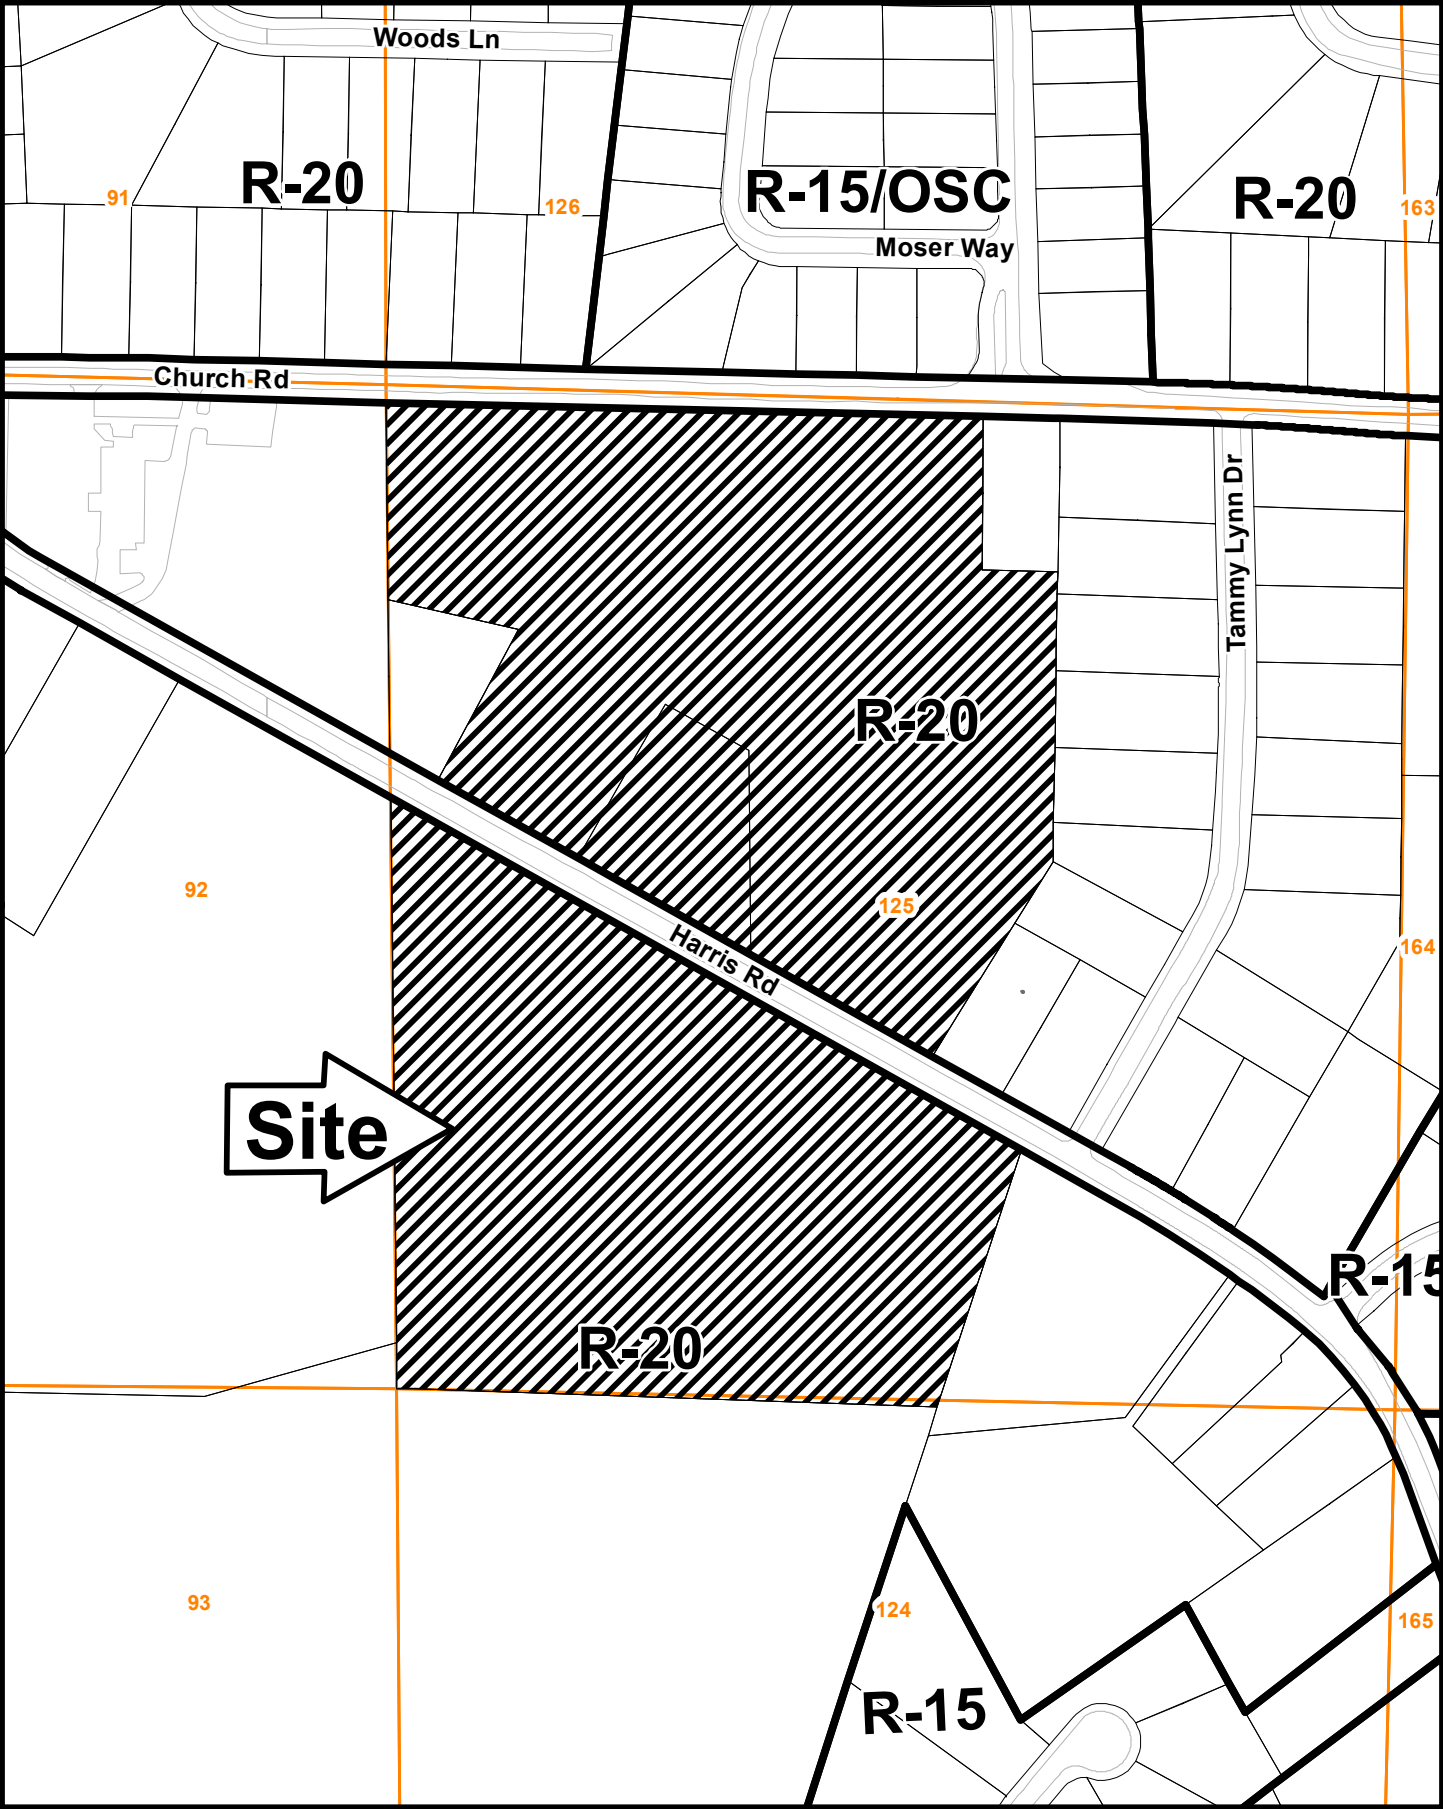 Woods Ln
R-20
R-15/OSC
R-20
91
126
163
Moser Way
Church Rd
Tammy Lynn Dr
R-20
92
125
Harris Rd
164
Site
R-15
R-20
93
124
165
R-15